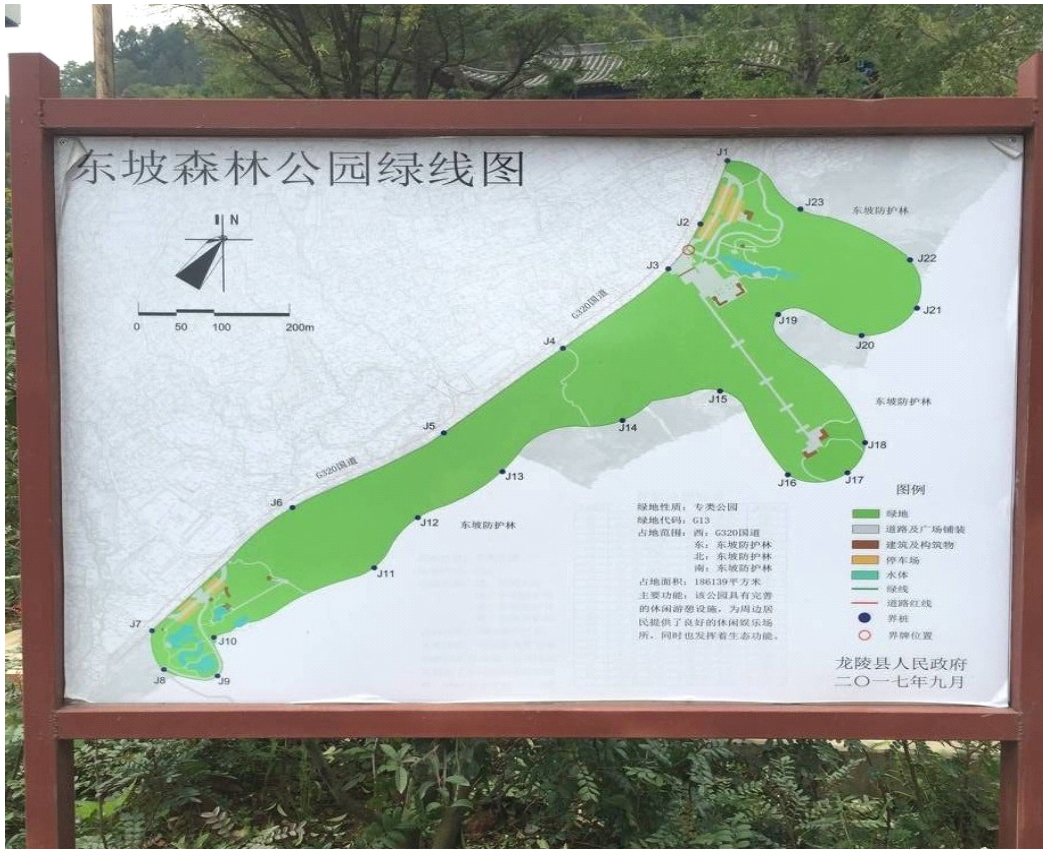 东坡森林公园绿线图
N
0 50 100 200m
J1
J23
东坡防护林
J2
J22
J3
G320国道
J21
J19
J20
J4
J15
东坡防护林
J14
J5
J18
G320国道
J13
J16
J17
J6
J12
东坡防护林
J11
J7
J10
J8
J9
绿地性质：专类公园
绿地代码：G13
占地范围：西：G320国道
东：东坡防护林
北：东坡防护林
南：东坡防护林
占地面积：186139平方米
主要功能：该公园具有完善
的休闲游憩设施，为周边居
民提供了良好的休闲娱乐场
所，同时也发挥着生态功能。
图例
绿地
道路及广场铺装
建筑及构筑物
停车场
水体
绿线
道路红线
界桩
界牌位置
龙陵县人民政府
二〇一七年九月